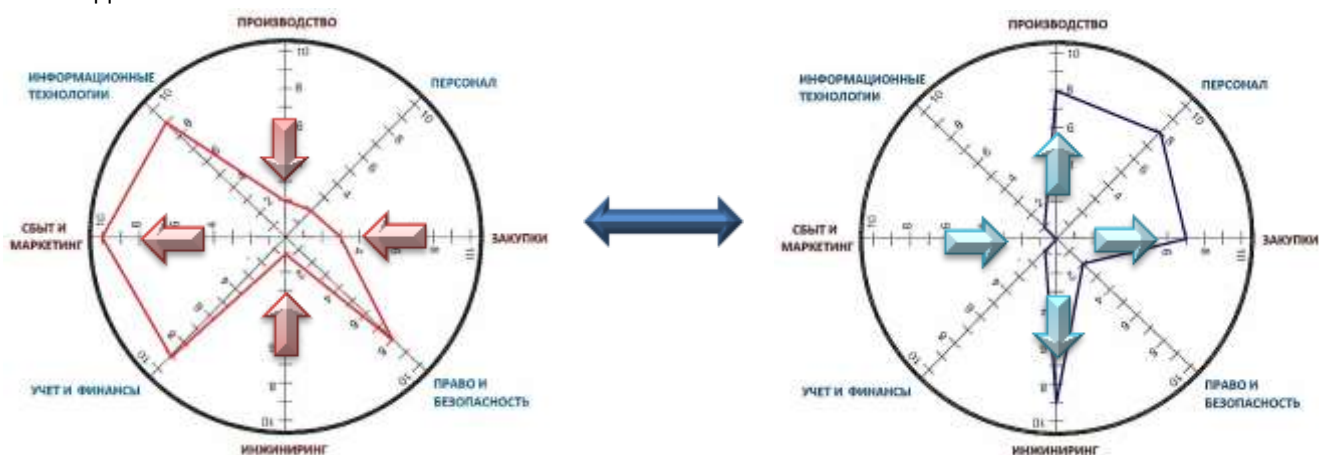 ПРОИЗВОДСТВО
ИНФОРМАЦИОННЫЕ
ТЕХНОЛОГИИ
ПЕРСОНАЛ
СБЫТ И
МАРКЕТИНГ
ЗАКУПКИ
УЧЕТ И ФИНАНСЫ
ПРАВО И
БЕЗОПАСНОСТЬ
ИНЖИНИРИНГ
ПРОИЗВОДСТВО
ИНФОРМАЦИОННЫЕ
ТЕХНОЛОГИИ
ПЕРСОНАЛ
СБЫТ И
МАРКЕТИНГ
ЗАКУПКИ
УЧЕТ И ФИНАНСЫ
ПРАВО И
БЕЗОПАСНОСТЬ
ИНЖИНИРИНГ